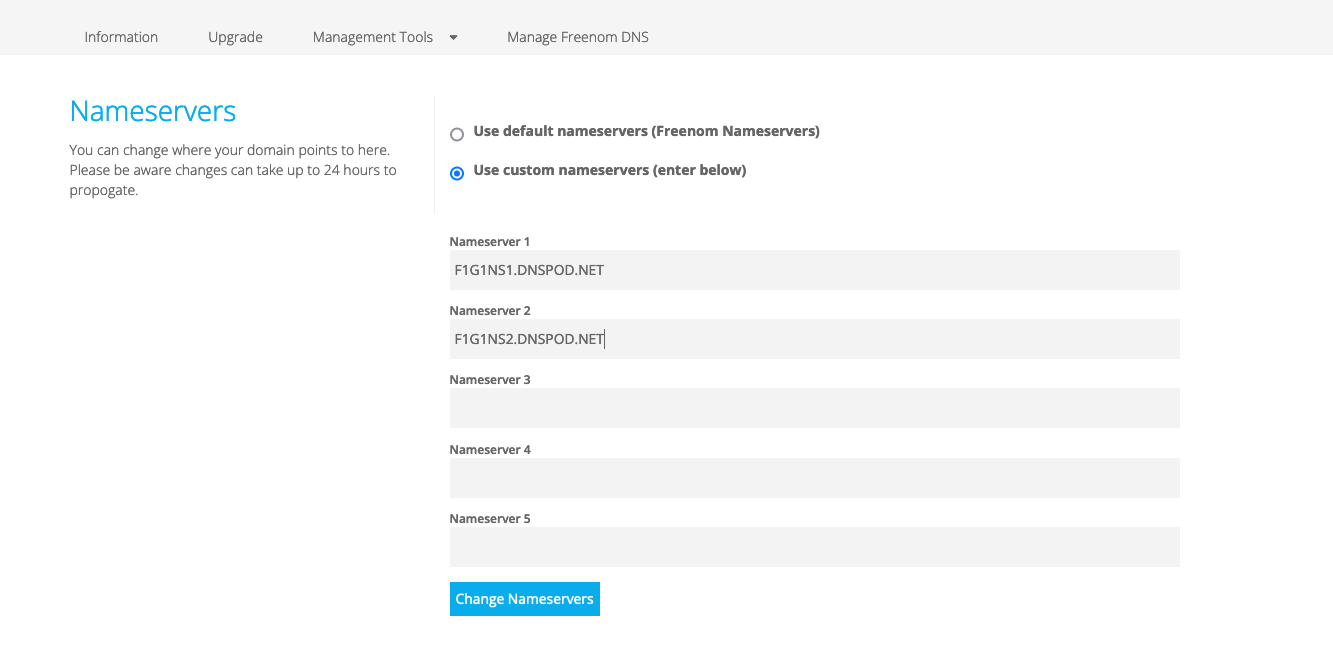 Information Upgrade Management Tools Manage Freenom DNS
Nameservers
You can change where your domain points to here.
Please be aware changes can take up to 24 hours to
propogate.
Use default nameservers (Freenom Nameservers)
Use custom nameservers (enter below)
Nameserver 1
F1G1NS1.DNSPOD.NET
Nameserver 2
F1G1NS2.DNSPOD.NET
Nameserver 3
Nameserver 4
Nameserver 5
Change Nameservers